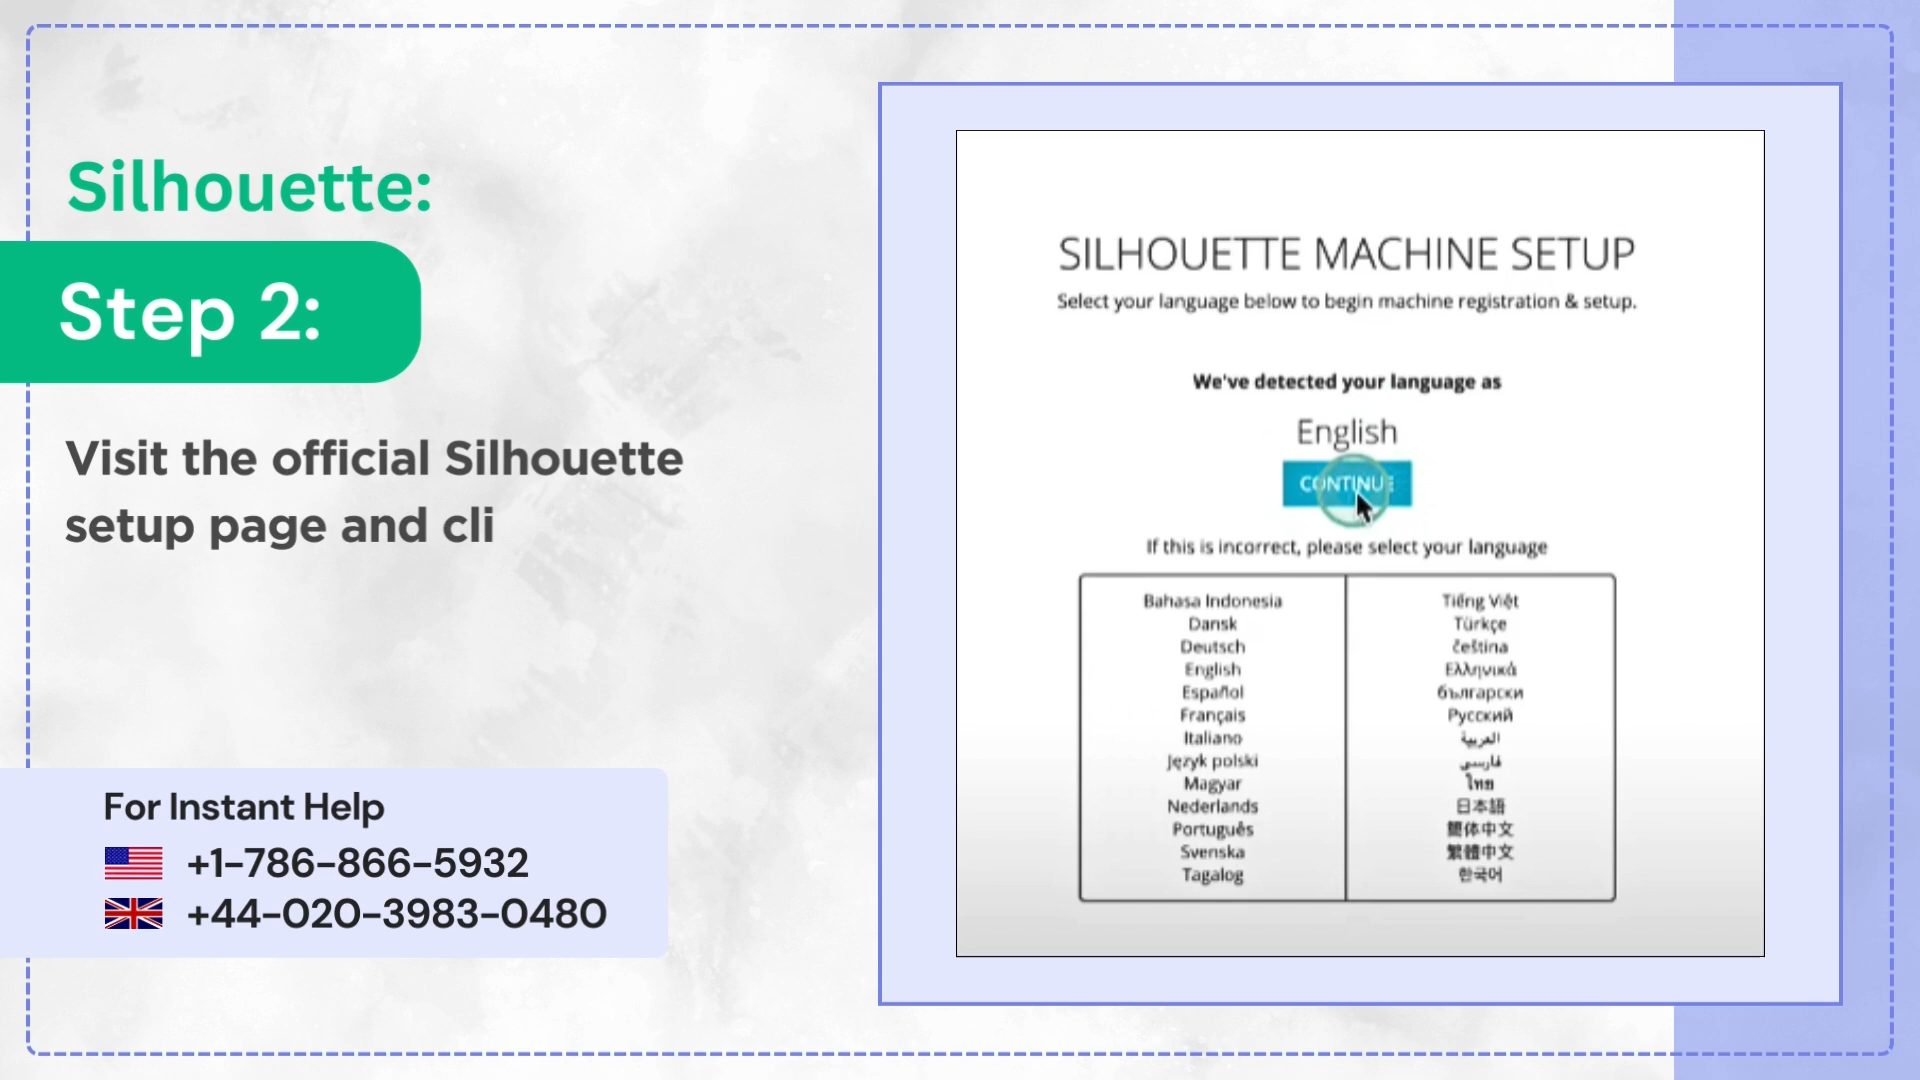 Silhouette:
Step 2:
Visit the official Silhouette
setup page and cli
For Instant Help
+1-786-866-5932
+44-020-3983-0480
SILHOUETTE MACHINE SETUP
Select your language below to begin machine registration & setup.
We've detected your language as
English
CONTINUE
If this is incorrect, please select your language
Bahasa Indonesia
Dansk
Deutsch
English
Español
Français
Italiano
Język polski
Magyar
Nederlands
Português
Svenska
Tagalog
Tiếng Việt
Türkçe
čeština
Ελληνικά
български
Русский
العربية
فارسی
ไทย
日本語
簡体中文
繁體中文
한국어